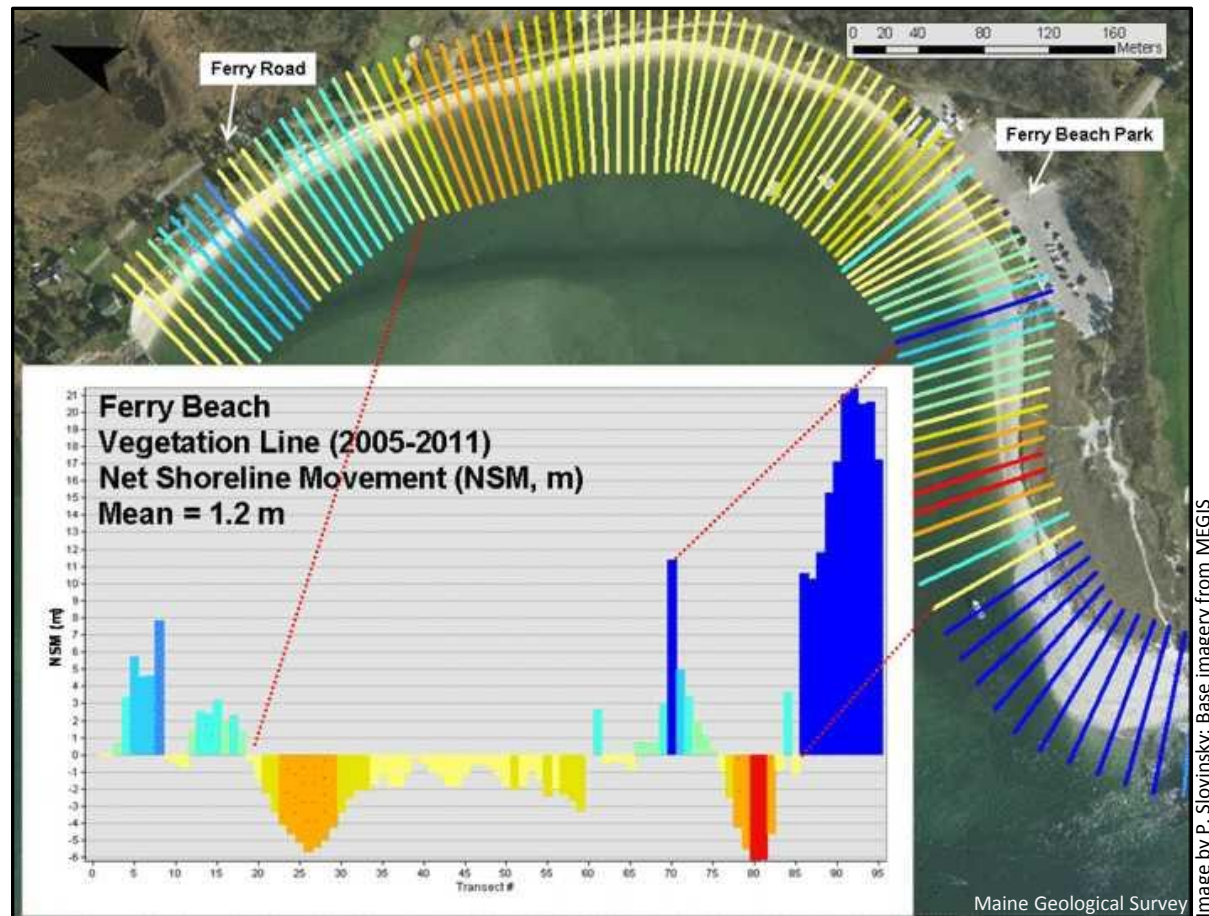 N
0 20 40 80 120 160
Meters
Ferry Road
Ferry Beach Park
Ferry Beach
Vegetation Line (2005-2011)
Net Shoreline Movement (NSM, m)
Mean = 1.2 m
NSM (m)
21
20
19
18
17
16
15
14
13
12
11
10
9
8
7
6
5
4
3
2
1
0
-1
-2
-3
-4
-5
-6
0 5 10 15 20 25 30 35 40 45 50 55 60 65 70 75 80 85 90 95
Transect #
Maine Geological Survey
Image by P. Slovinsky; Base imagery from MEGIS